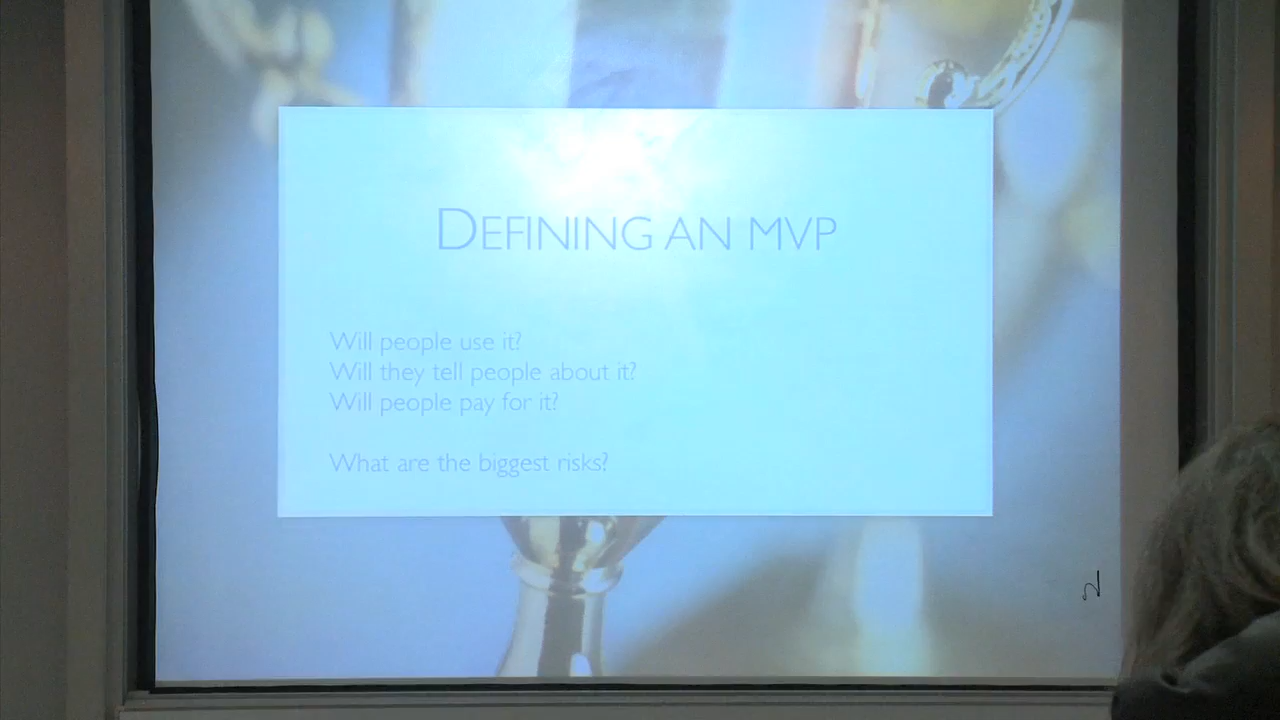 DEFINING AN MVP
Will people use it?
Will they tell people about it?
Will people pay for it?
What are the biggest risks?
2